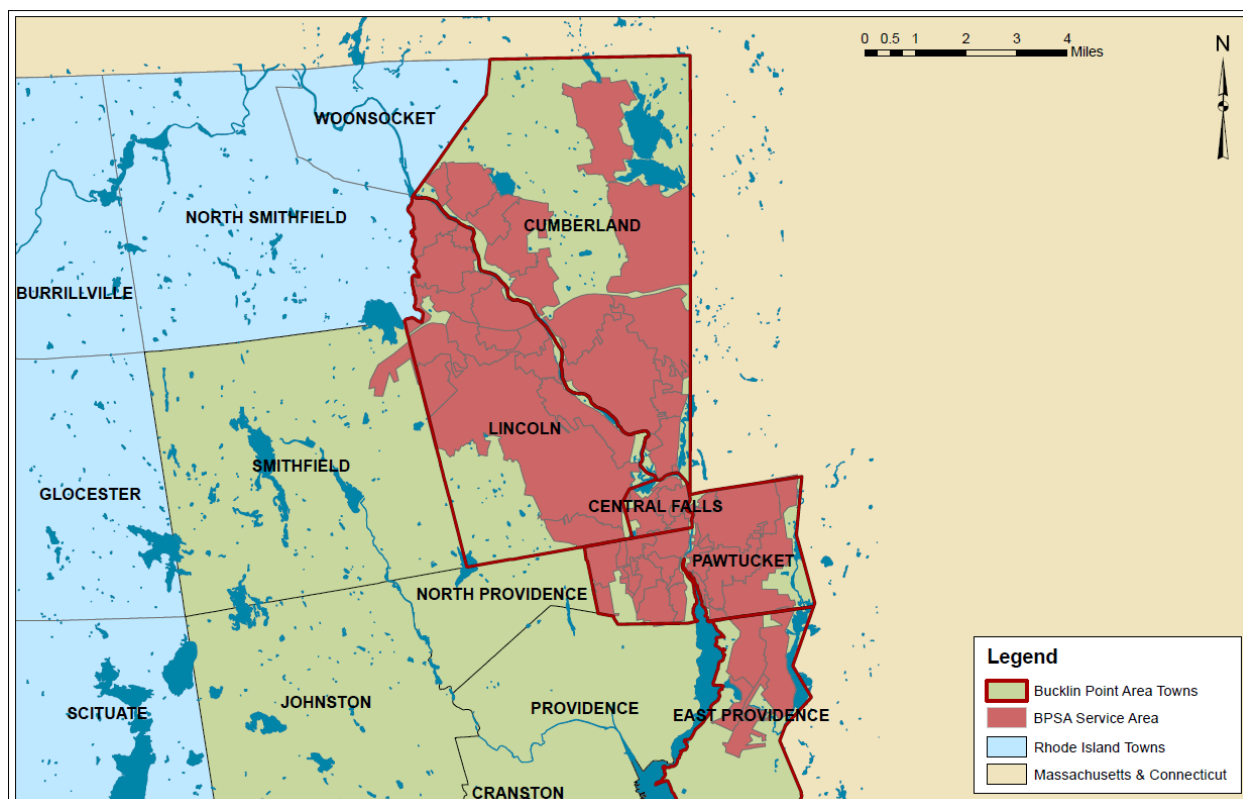 0 0.5 1 2 3 4
Miles
N
WOONSOCKET
NORTH SMITHFIELD
CUMBERLAND
BURRILLVILLE
LINCOLN
SMITHFIELD
GLOCESTER
CENTRAL FALLS
PAWTUCKET
NORTH PROVIDENCE
JOHNSTON
PROVIDENCE
SCITUATE
EAST PROVIDENCE
CRANSTON
Legend
Bucklin Point Area Towns
BPSA Service Area
Rhode Island Towns
Massachusetts & Connecticut